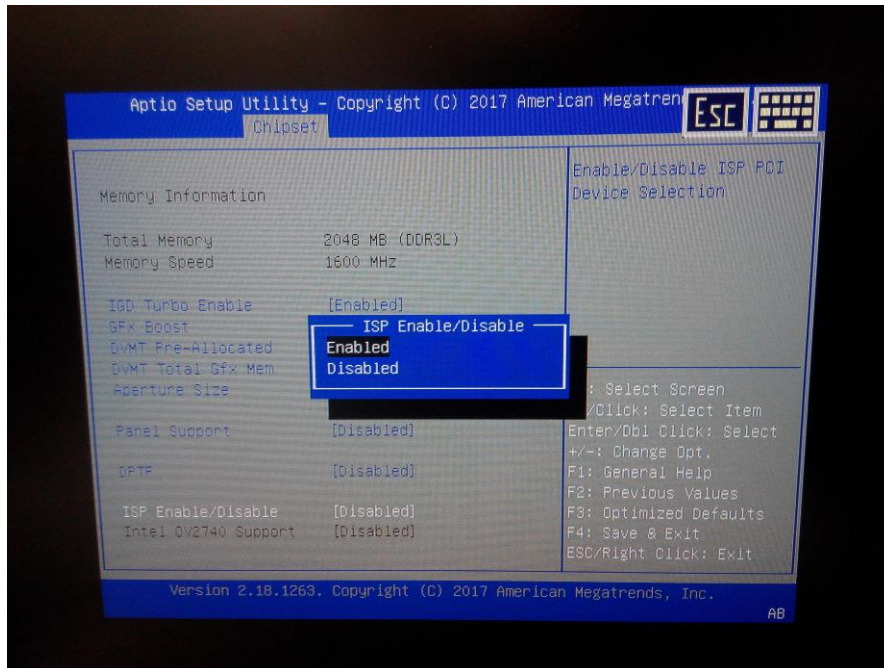 Aptio Setup Utility – Copyright (C) 2017 American Megatren
Esc
Chipset
Memory Information
Total Memory 2048 MB (DDR3L)
Memory Speed 1600 MHz
IGD Turbo Enable [Enabled]
GFX Boost
DVMT Pre-Allocated
DVMT Total Gfx Mem
Aperture Size
Panel Support [Disabled]
DPTF [Disabled]
ISP Enable/Disable [Disabled]
Intel OV2740 Support [Disabled]
ISP Enable/Disable
Enabled
Disabled
Enable/Disable ISP PCI
Device Selection
: Select Screen
/Click: Select Item
Enter/Dbl Click: Select
+/-: Change Opt.
F1: General Help
F2: Previous Values
F3: Optimized Defaults
F4: Save & Exit
ESC/Right Click: Exit
Version 2.18.1263. Copyright (C) 2017 American Megatrends, Inc.
AB